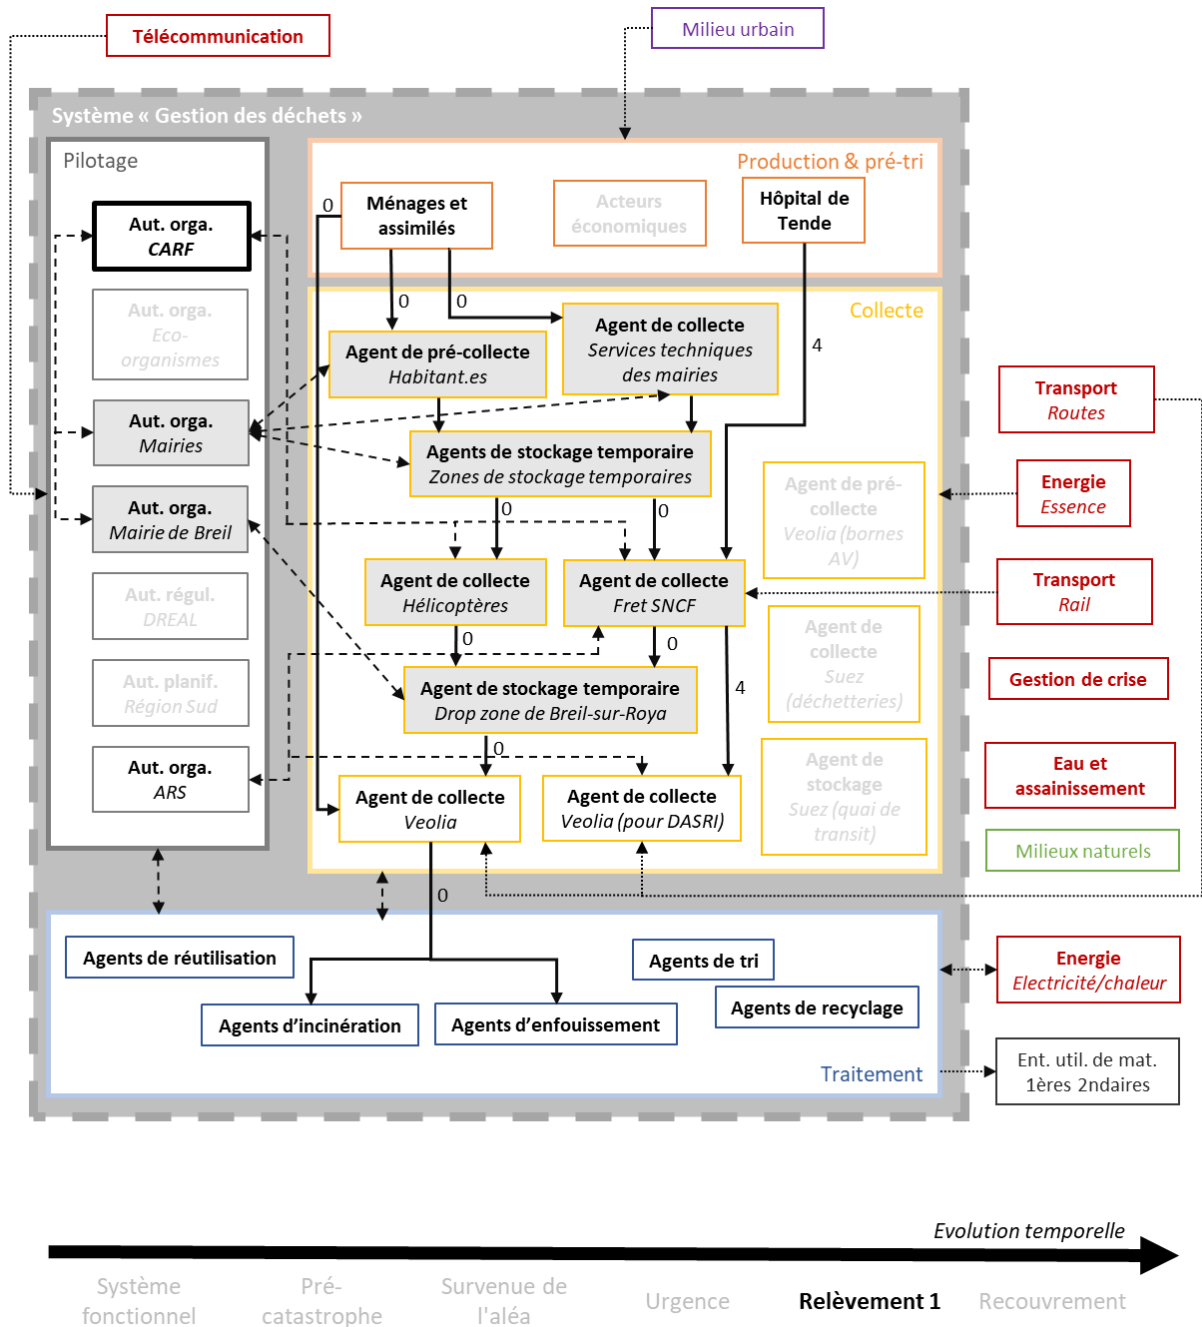 Télécommunication
Milieu urbain
Système « Gestion des déchets »
Pilotage
Aut. orga.
CARF
Aut. orga.
Eco-
organismes
Aut. orga.
Mairies
Aut. orga.
Mairie de Breil
Aut. régul.
DREAL
Aut. planif.
Région Sud
Aut. orga.
ARS
Production & pré-tri
Ménages et
assimilés
Acteurs
économiques
Hôpital de
Tende
0
0
0
4
Collecte
Agent de pré-collecte
Habitant.es
Agent de collecte
Services techniques
des mairies
Agents de stockage temporaire
Zones de stockage temporaires
0
0
Agent de pré-
collecte
Veolia (bornes
AV)
Agent de collecte
Hélicoptères
Agent de collecte
Fret SNCF
0
0
4
Agent de
collecte
Suez
(déchetteries)
Agent de stockage temporaire
Drop zone de Breil-sur-Roya
0
Agent de collecte
Veolia
Agent de collecte
Veolia (pour DASRI)
Agent de
stockage
Suez (quai de
transit)
0
Agents de réutilisation
Agents de tri
Agents d'incinération
Agents d'enfouissement
Agents de recyclage
Traitement
Transport
Routes
Energie
Essence
Transport
Rail
Gestion de crise
Eau et
assainissement
Milieux naturels
Energie
Electricité/chaleur
Ent. util. de mat.
1ères 2ndaires
Evolution temporelle
Système
fonctionnel
Pré-
catastrophe
Survenue de
l'aléa
Urgence
Relèvement 1
Recouvrement